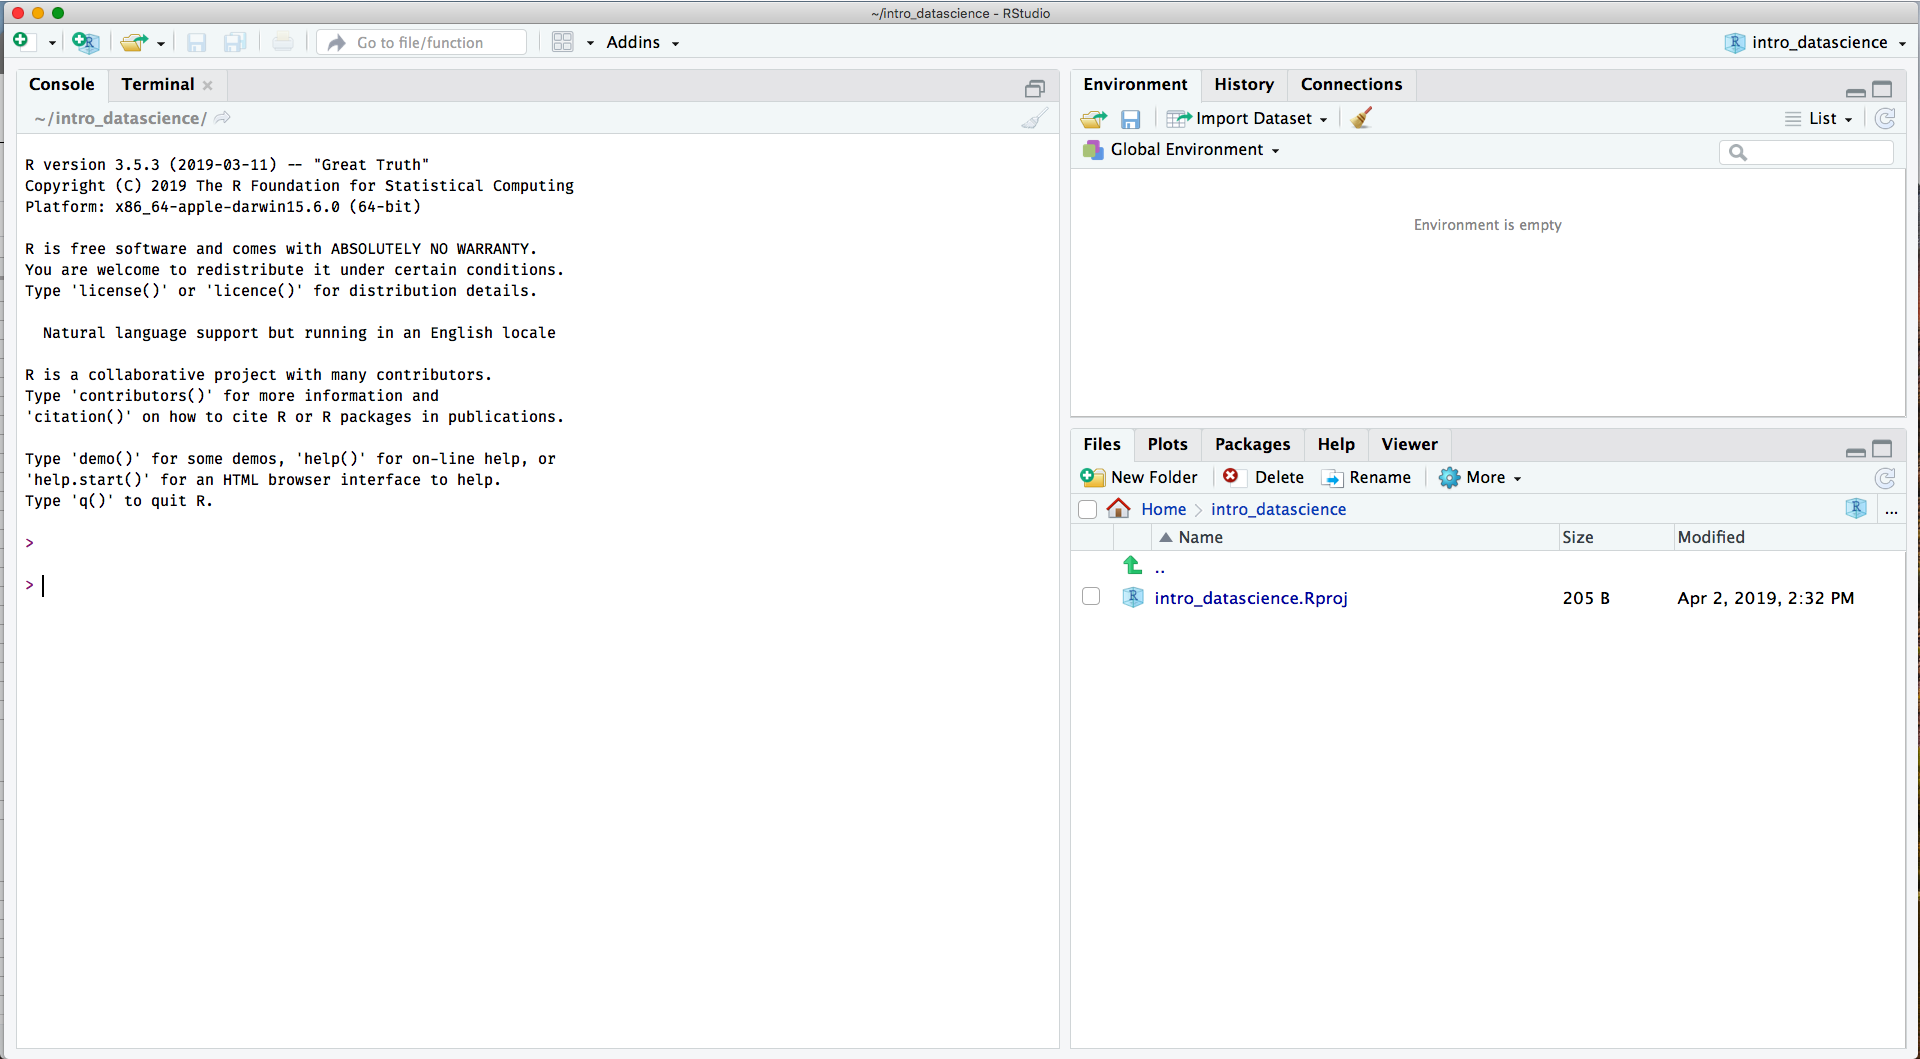 ~/intro_datascience - RStudio
Go to file/function
Addins
intro_datascience
Console
Terminal
~/intro_datascience/
R version 3.5.3 (2019-03-11) -- "Great Truth"
Copyright (C) 2019 The R Foundation for Statistical Computing
Platform: x86_64-apple-darwin15.6.0 (64-bit)
R is free software and comes with ABSOLUTELY NO WARRANTY.
You are welcome to redistribute it under certain conditions.
Type 'license()' or 'licence()' for distribution details.
Natural language support but running in an English locale
R is a collaborative project with many contributors.
Type 'contributors()' for more information and
'citation()' on how to cite R or R packages in publications.
Type 'demo()' for some demos, 'help()' for on-line help, or
'help.start()' for an HTML browser interface to help.
Type 'q()' to quit R.
>
>
Environment History Connections
Import Dataset
List
Global Environment
Environment is empty
Files Plots Packages Help Viewer
New Folder Delete Rename More
Home intro_datascience
...
Name Size Modified
..
intro_datascience.Rproj 205 B Apr 2, 2019, 2:32 PM